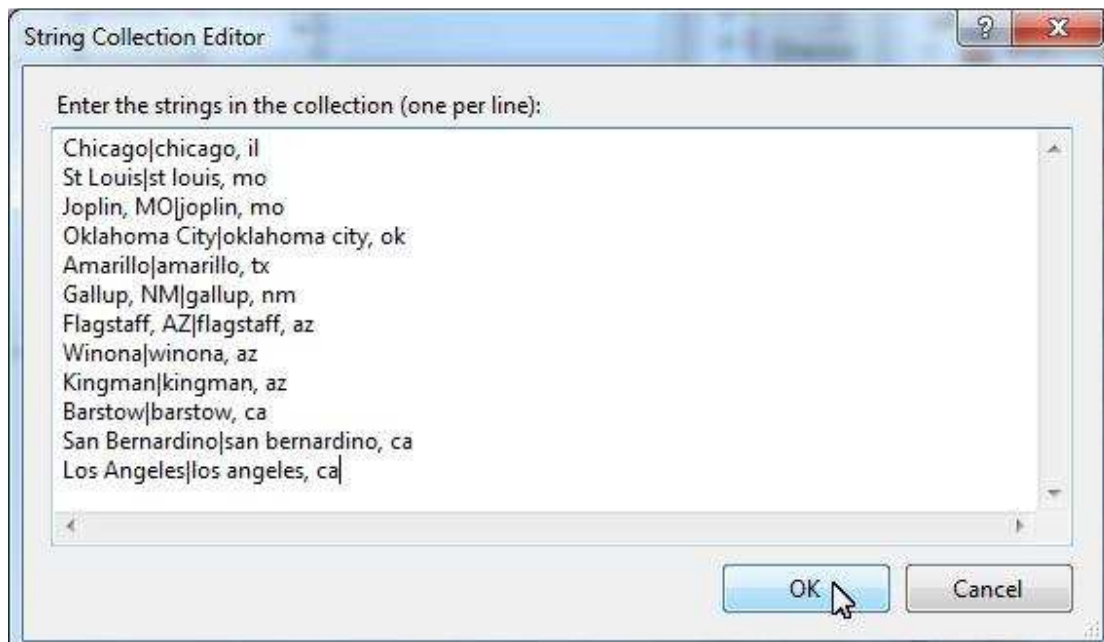 String Collection Editor
Enter the strings in the collection (one per line):
Chicago|chicago, il
St Louis|st louis, mo
Joplin, MO|joplin, mo
Oklahoma City|oklahoma city, ok
Amarillo|amarillo, tx
Gallup, NM|gallup, nm
Flagstaff, AZ|flagstaff, az
Winona|winona, az
Kingman|kingman, az
Barstow|barstow, ca
San Bernardino|san bernardino, ca
Los Angeles|los angeles, ca
OK Cancel